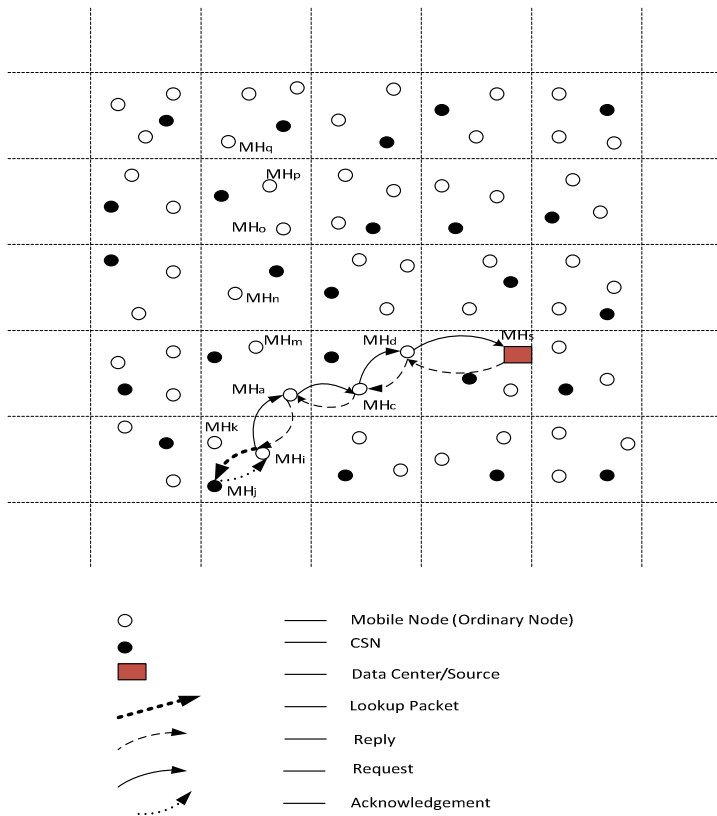 MHq
MHp
MHo
MHn
MHm
MHd
MHs
MHa
MHc
MHk
MHi
MHj
Mobile Node (Ordinary Node)
CSN
Data Center/Source
Lookup Packet
Reply
Request
Acknowledgement